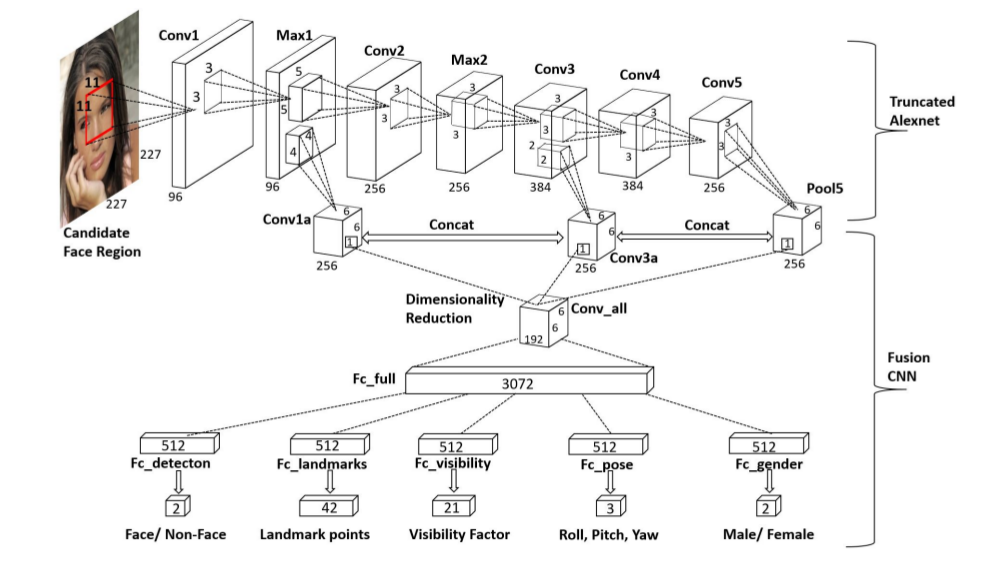 Conv1
Max1
Conv2
Max2
Conv3
Conv4
Conv5
11
11
227
227
Candidate
Face Region
3
3
96
5
5
4
4
96
3
3
256
3
3
256
3
3
2
2
384
3
3
384
3
3
256
Truncated
Alexnet
Conv1a
6
6
1
256
Concat
6
6
1
256
Conv3a
Concat
Pool5
6
6
1
256
Dimensionality
Reduction
6
6
192
Conv_all
Fc_full
3072
Fusion
CNN
512
512
512
512
512
Fc_detecton
Fc_landmarks
Fc_visibility
Fc_pose
Fc_gender
2
42
21
3
2
Face/ Non-Face
Landmark points
Visibility Factor
Roll, Pitch, Yaw
Male/ Female